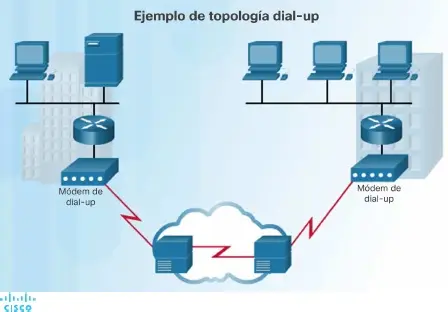 Ejemplo de topología dial-up
Módem de
dial-up
Módem de
dial-up
CISCO